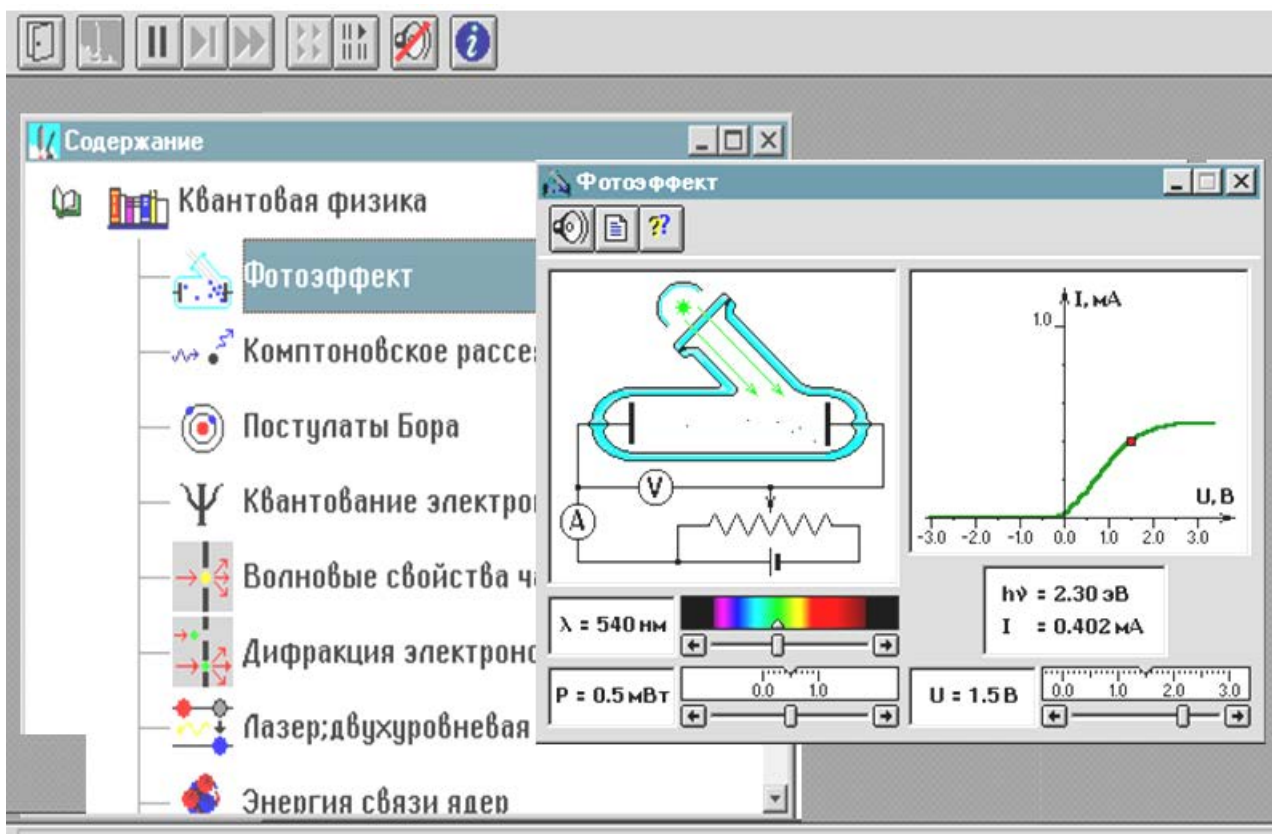 Содержание
Квантовая физика
Фотоэффект
Комптоновское рассе
Постулаты Бора
Квантование электро
Волновые свойства ч
Дифракция электроно
Лазер;двухуровневая
Энергия связи ядер
Фотоэффект
??
V
A
I, мА
1.0
U, В
-3.0 -2.0 -1.0 0.0 1.0 2.0 3.0
λ = 540 нм
P = 0.5 мВт
0.0 1.0
hν = 2.30 эВ
I = 0.402 мА
U = 1.5 В
0.0 1.0 2.0 3.0